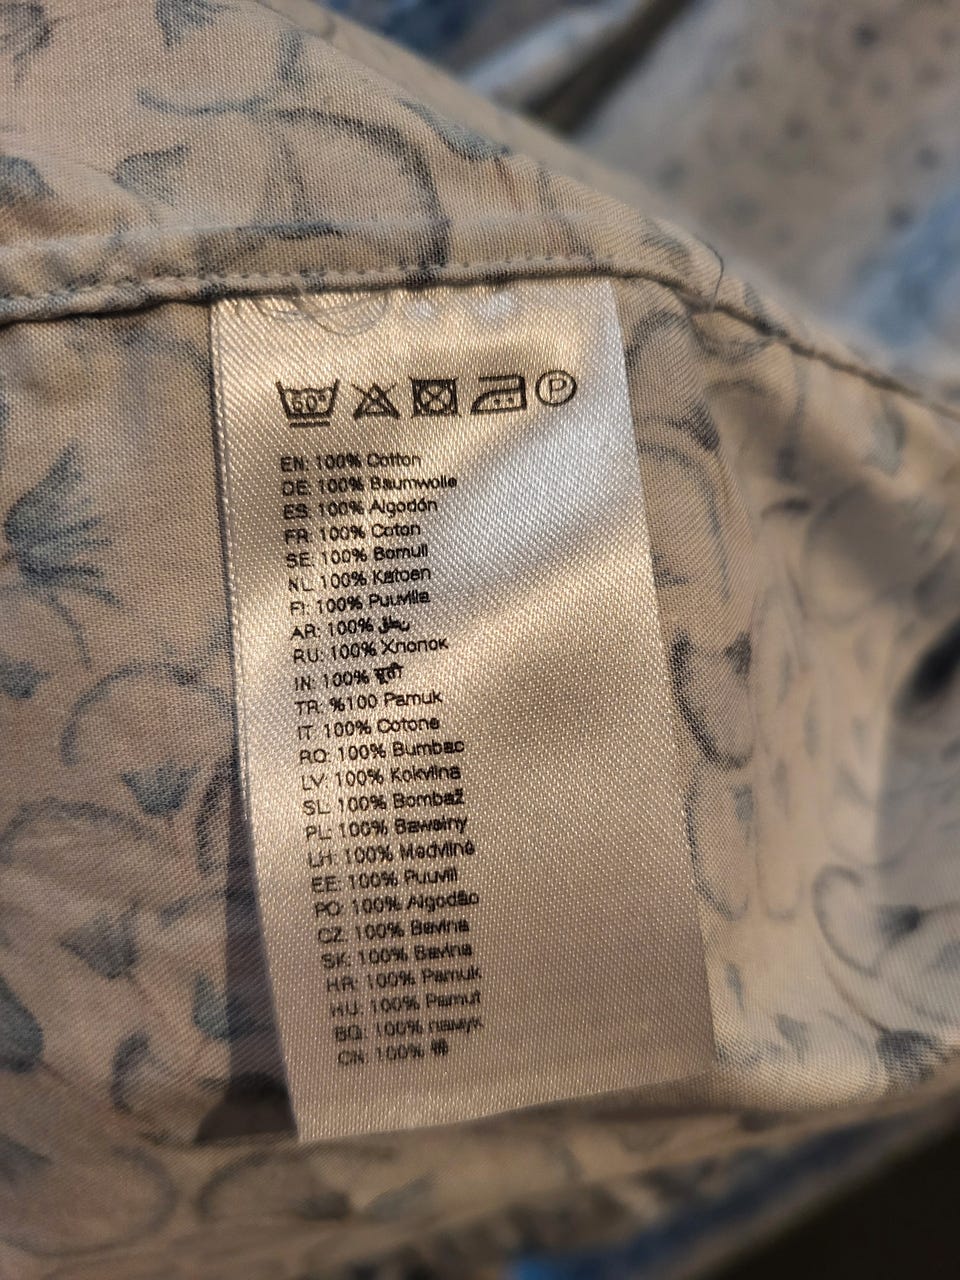 60°
P
EN: 100% Cotton
DE: 100% Baumwolle
ES: 100% Algodón
FR: 100% Coton
SE: 100% Bomull
NL: 100% Katoen
FI: 100% Puuvilla
AR: 100%
RU: 100% Хлопок
IN: 100% सूती
TR: %100 Pamuk
IT: 100% Cotone
RO: 100% Bumbac
LV: 100% Kokvilna
SL: 100% Bombaž
PL: 100% Bawełny
LH: 100% Medvilnė
EE: 100% Puuvill
PO: 100% Algodão
CZ: 100% Bavlna
SK: 100% Bavlna
HR: 100% Pamuk
HU: 100% Pamut
BG: 100% памук
CN: 100% 棉